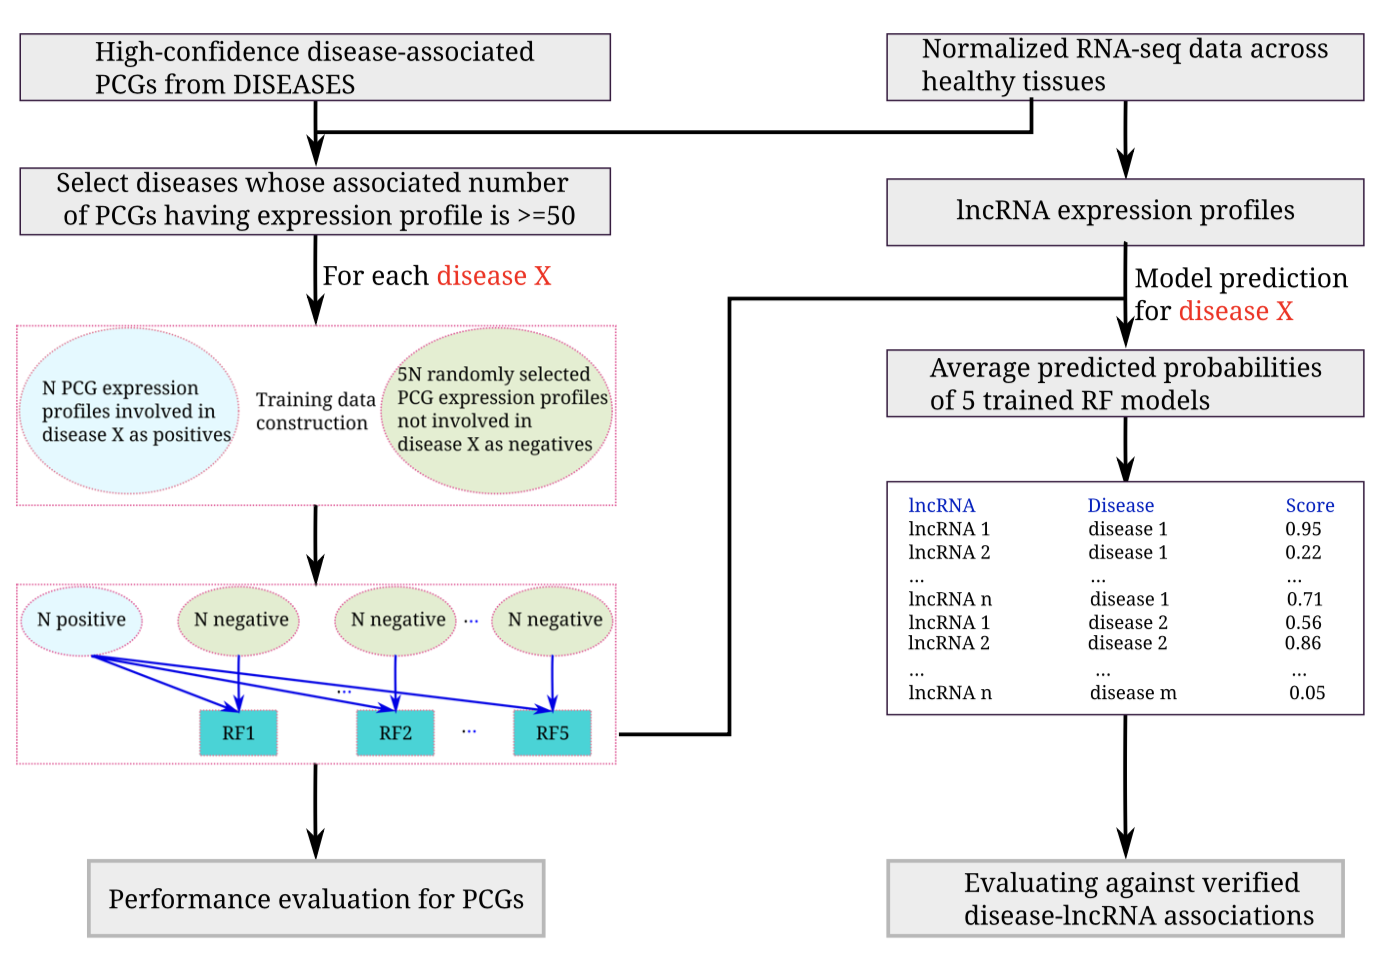 High-confidence disease-associated
PCGs from DISEASES
Normalized RNA-seq data across
healthy tissues
Select diseases whose associated number
of PCGs having expression profile is >=50
lncRNA expression profiles
For each disease X
Model prediction
for disease X
N PCG expression
profiles involved in
disease X as positives
Training data
construction
5N randomly selected
PCG expression profiles
not involved in
disease X as negatives
Average predicted probabilities
of 5 trained RF models
lncRNA Disease Score
lncRNA 1 disease 1 0.95
lncRNA 2 disease 1 0.22
... ... ...
lncRNA n disease 1 0.71
lncRNA 1 disease 2 0.56
lncRNA 2 disease 2 0.86
... ... ...
lncRNA n disease m 0.05
N positive N negative N negative ... N negative
...
RF1 RF2 ... RF5
Performance evaluation for PCGs
Evaluating against verified
disease-lncRNA associations